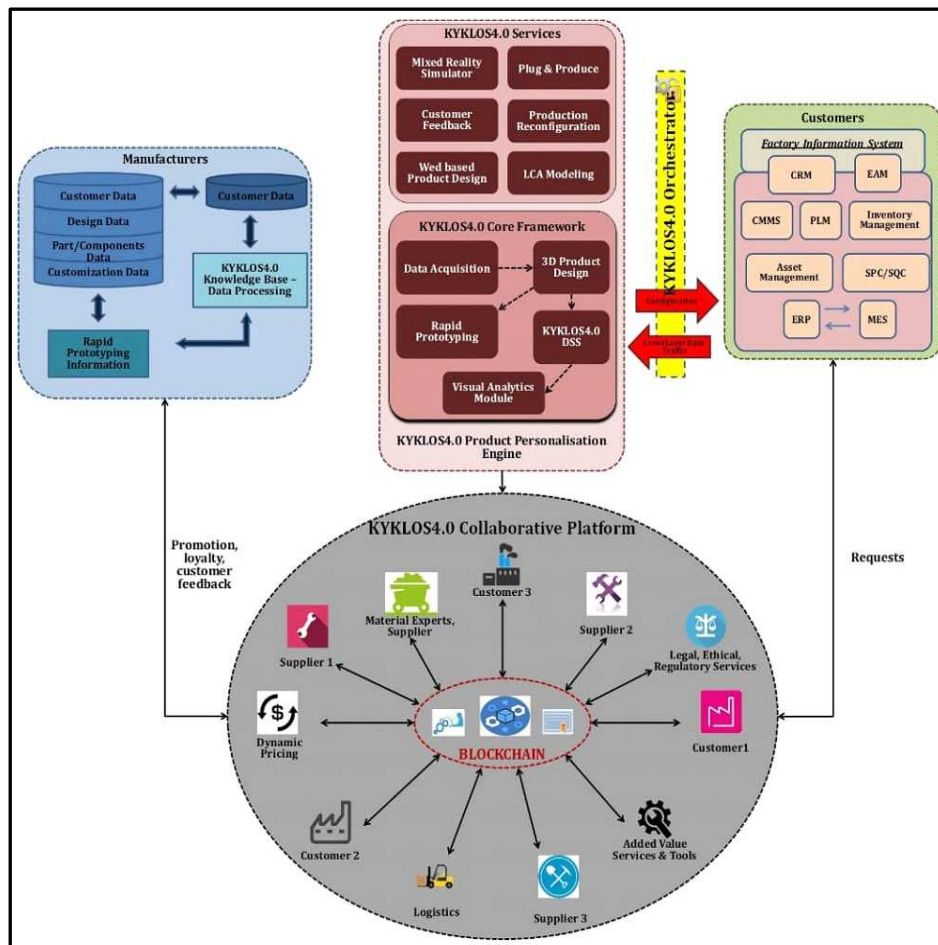 KYKLOS4.0 Services
Mixed Reality
Simulator
Plug & Produce
Customer
Feedback
Production
Reconfiguration
Wed based
Product Design
LCA Modeling
KYKLOS4.0 Core Framework
Data Acquisition
3D Product
Design
Rapid
Prototyping
KYKLOS4.0
DSS
Visual Analytics
Module
KYKLOS4.0 Product Personalisation
Engine
KYKLOS4.0 Orchestrator
Configuration
Cross Layer Data
Traffic
Manufacturers
Customer Data
Design Data
Part/Components
Data
Customization Data
Customer Data
KYKLOS4.0
Knowledge Base –
Data Processing
Rapid
Prototyping
Information
Customers
Factory Information System
CRM
EAM
CMMS
PLM
Inventory
Management
Asset
Management
SPC/SQC
ERP
MES
Promotion,
loyalty,
customer
feedback
Requests
KYKLOS4.0 Collaborative Platform
Customer 3
Material Experts,
Supplier
Supplier 2
Supplier 1
Legal, Ethical,
Regulatory Services
$
Dynamic
Pricing
BLOCKCHAIN
Customer1
Customer 2
Added Value
Services & Tools
Logistics
Supplier 3